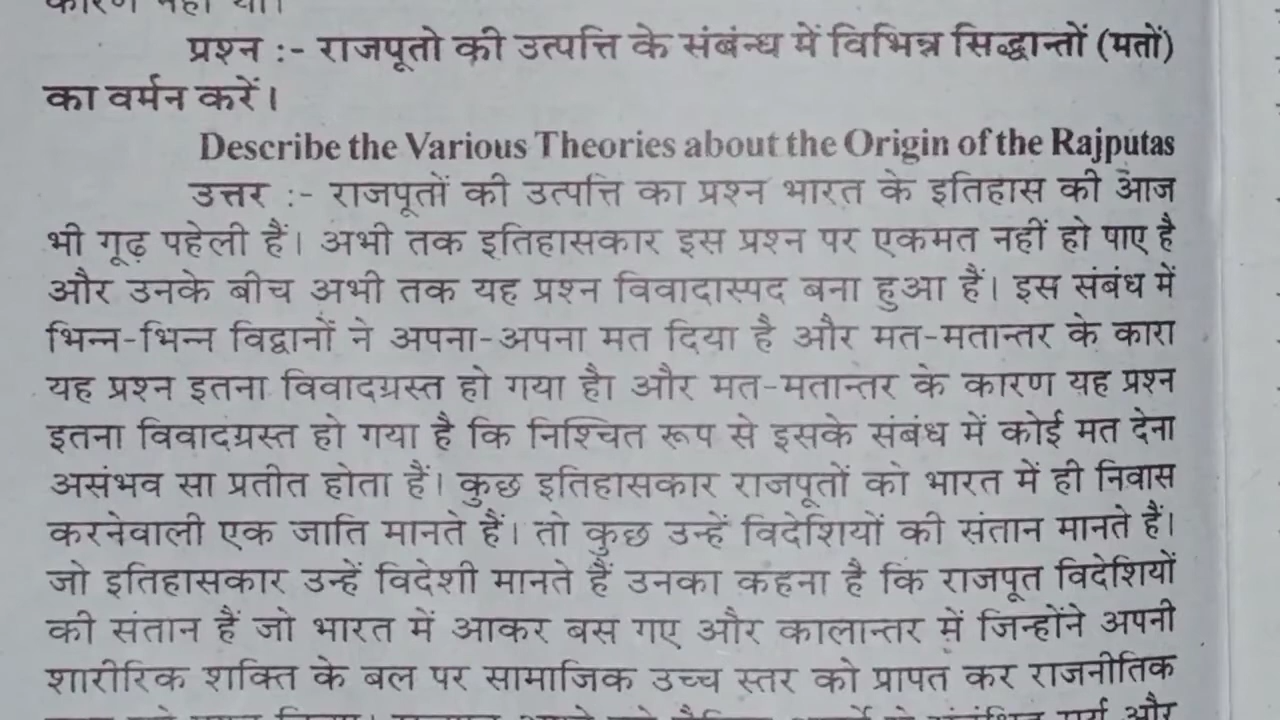 प्रश्न :- राजपूतो की उत्पत्ति के संबंन्ध में विभिन्न सिद्धान्तों (मतों)
का वर्मन करें।
Describe the Various Theories about the Origin of the Rajputas
उत्तर :- राजपूतों की उत्पत्ति का प्रश्न भारत के इतिहास की आज
भी गूढ़ पहेली हैं। अभी तक इतिहासकार इस प्रश्न पर एकमत नहीं हो पाए है
और उनके बीच अभी तक यह प्रश्न विवादास्पद बना हुआ हैं। इस संबंध में
भिन्न-भिन्न विद्वानों ने अपना-अपना मत दिया है और मत-मतान्तर के कारा
यह प्रश्न इतना विवादग्रस्त हो गया है। और मत-मतान्तर के कारण यह प्रश्न
इतना विवादग्रस्त हो गया है कि निश्चित रूप से इसके संबंध में कोई मत देना
असंभव सा प्रतीत होता हैं। कुछ इतिहासकार राजपूतों को भारत में ही निवास
करनेवाली एक जाति मानते हैं। तो कुछ उन्हें विदेशियों की संतान मानते हैं।
जो इतिहासकार उन्हें विदेशी मानते हैं उनका कहना है कि राजपूत विदेशियों
की संतान हैं जो भारत में आकर बस गए और कालान्तर में जिन्होंने अपनी
शारीरिक शक्ति के बल पर सामाजिक उच्च स्तर को प्रापत कर राजनीतिक